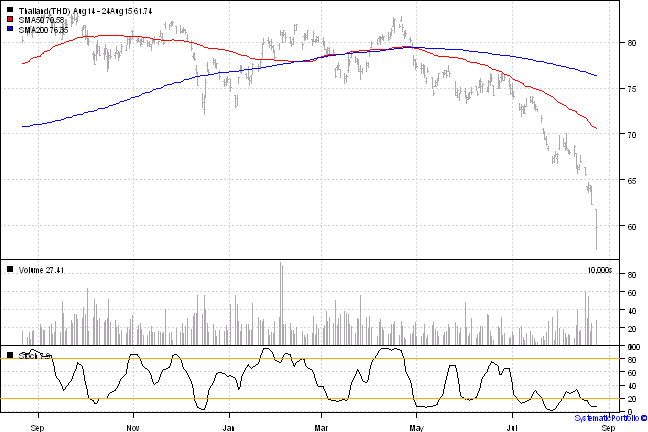 Thailand(THD) Aug14 - 24Aug15 61.74
SMA50 70.58
SMA200 76.35
80
75
70
65
60
Volume 27.41
10,000s
80
60
40
20
100
80
60
40
20
0
Sep
Nov
Jan
Mar
May
Jul
Sep
SystematicPortfolio ©